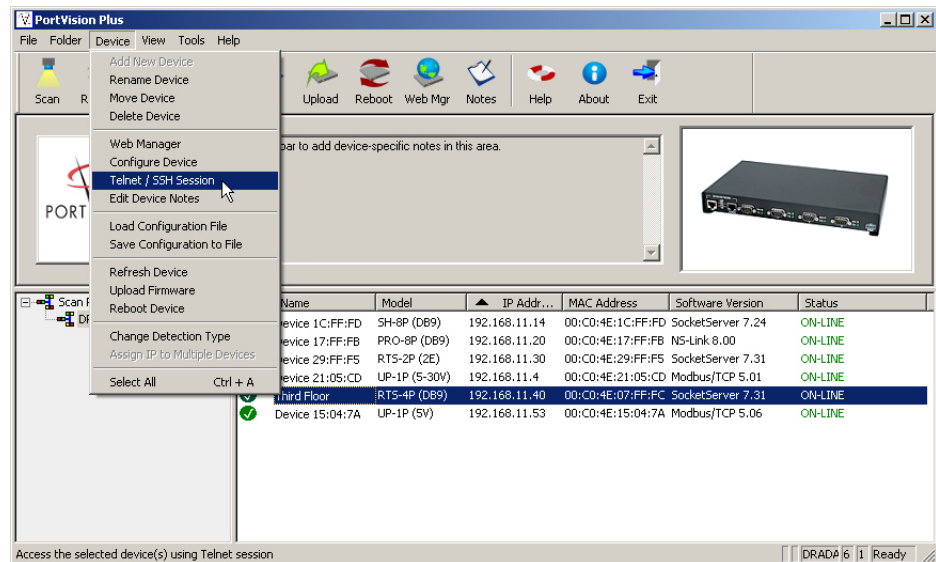 PortVision Plus
File Folder Device View Tools Help
Scan R Upload Reboot Web Mgr Notes Help About Exit
Add New Device
Rename Device
Move Device
Delete Device
Web Manager
Configure Device
Telnet / SSH Session
Edit Device Notes
Load Configuration File
Save Configuration to File
Refresh Device
Upload Firmware
Reboot Device
Change Detection Type
Assign IP to Multiple Devices
Select All Ctrl + A
PORT
bar to add device-specific notes in this area.
Scan
Name Model IP Addr... MAC Address Software Version Status
Device 1C:FF:FD SH-8P (DB9) 192.168.11.14 00:C0:4E:1C:FF:FD SocketServer 7.24 ON-LINE
Device 17:FF:FB PRO-8P (DB9) 192.168.11.20 00:C0:4E:17:FF:FB NS-Link 8.00 ON-LINE
Device 29:FF:F5 RTS-2P (2E) 192.168.11.30 00:C0:4E:29:FF:F5 SocketServer 7.31 ON-LINE
Device 21:05:CD UP-1P (5-30V) 192.168.11.4 00:C0:4E:21:05:CD Modbus/TCP 5.01 ON-LINE
Third Floor RTS-4P (DB9) 192.168.11.40 00:C0:4E:07:FF:FC SocketServer 7.31 ON-LINE
Device 15:04:7A UP-1P (5V) 192.168.11.53 00:C0:4E:15:04:7A Modbus/TCP 5.06 ON-LINE
Access the selected device(s) using Telnet session
DRADA 6 1 Ready